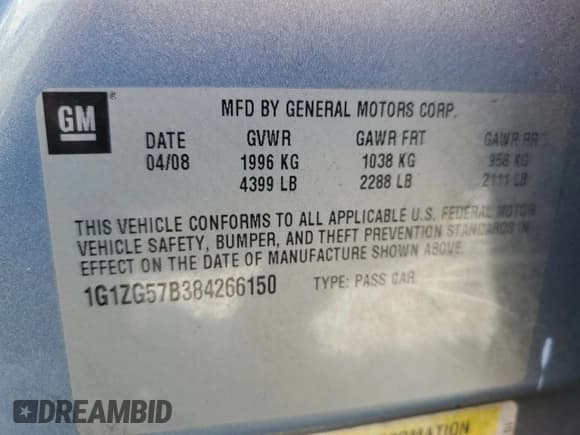 GM ®
MFD BY GENERAL MOTORS CORP.
DATE GVWR GAWR FRT GAWR RR
04/08 1996 KG 1038 KG 958 KG
4399 LB 2288 LB 2111 LB
THIS VEHICLE CONFORMS TO ALL APPLICABLE U.S. FEDERAL MOTOR
VEHICLE SAFETY, BUMPER, AND THEFT PREVENTION STANDARDS IN
EFFECT ON THE DATE OF MANUFACTURE SHOWN ABOVE.
1G1ZG57B384266150 TYPE: PASS CAR
DREAMBID